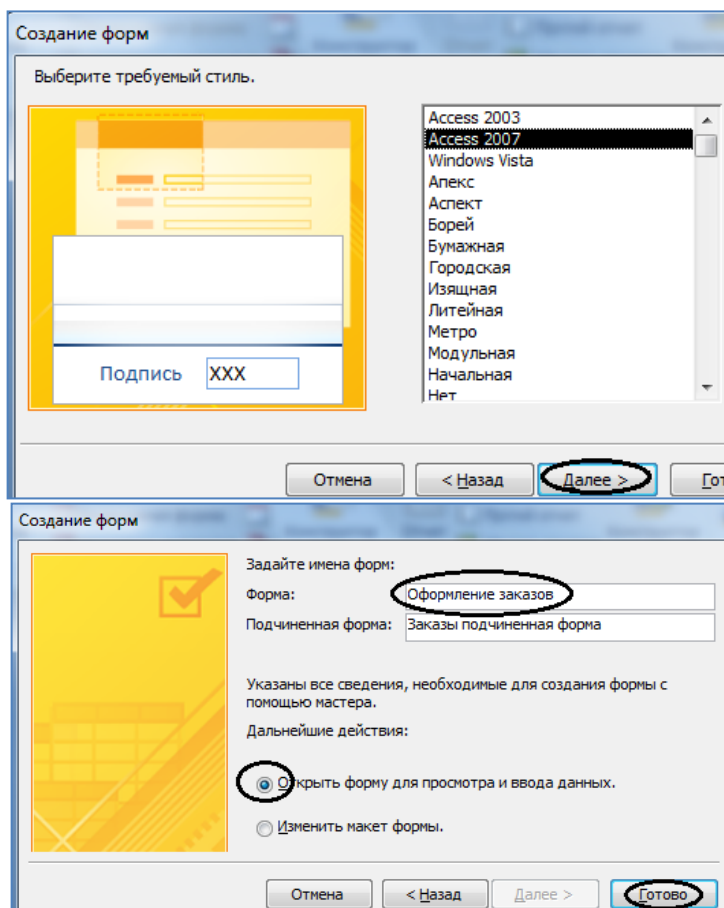 Создание форм
Выберите требуемый стиль.
Access 2003
Access 2007
Windows Vista
Апекс
Аспект
Борей
Бумажная
Городская
Изящная
Литейная
Метро
Модульная
Начальная
Нет
Подпись XXX
Отмена < Назад Далее > Гот
Создание форм
Задайте имена форм:
Форма: Оформление заказов
Подчиненная форма: Заказы подчиненная форма
Указаны все сведения, необходимые для создания формы с
помощью мастера.
Дальнейшие действия:
Открыть форму для просмотра и ввода данных.
Изменить макет формы.
Отмена < Назад Далее > Готово